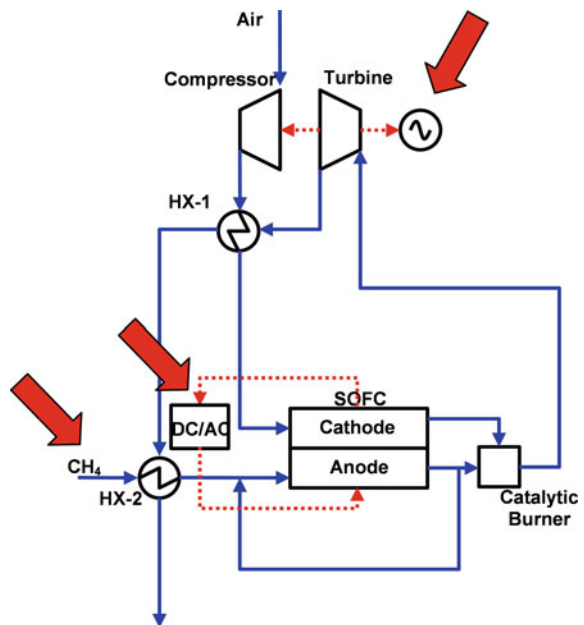 Air
Compressor
Turbine
HX-1
SOFC
DC/AC
Cathode
CH₄
Anode
HX-2
Catalytic
Burner